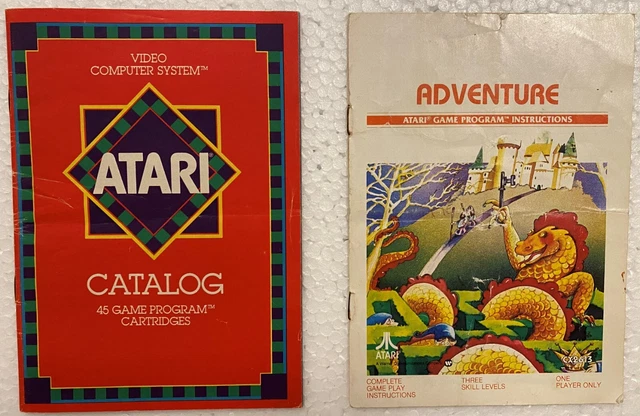 VIDEO
COMPUTER SYSTEM™
ATARI
CATALOG
45 GAME PROGRAM™
CARTRIDGES
ADVENTURE
ATARI® GAME PROGRAM™ INSTRUCTIONS
ATARI
CX2613
COMPLETE
GAME PLAY
INSTRUCTIONS
THREE
SKILL LEVELS
ONE
PLAYER ONLY